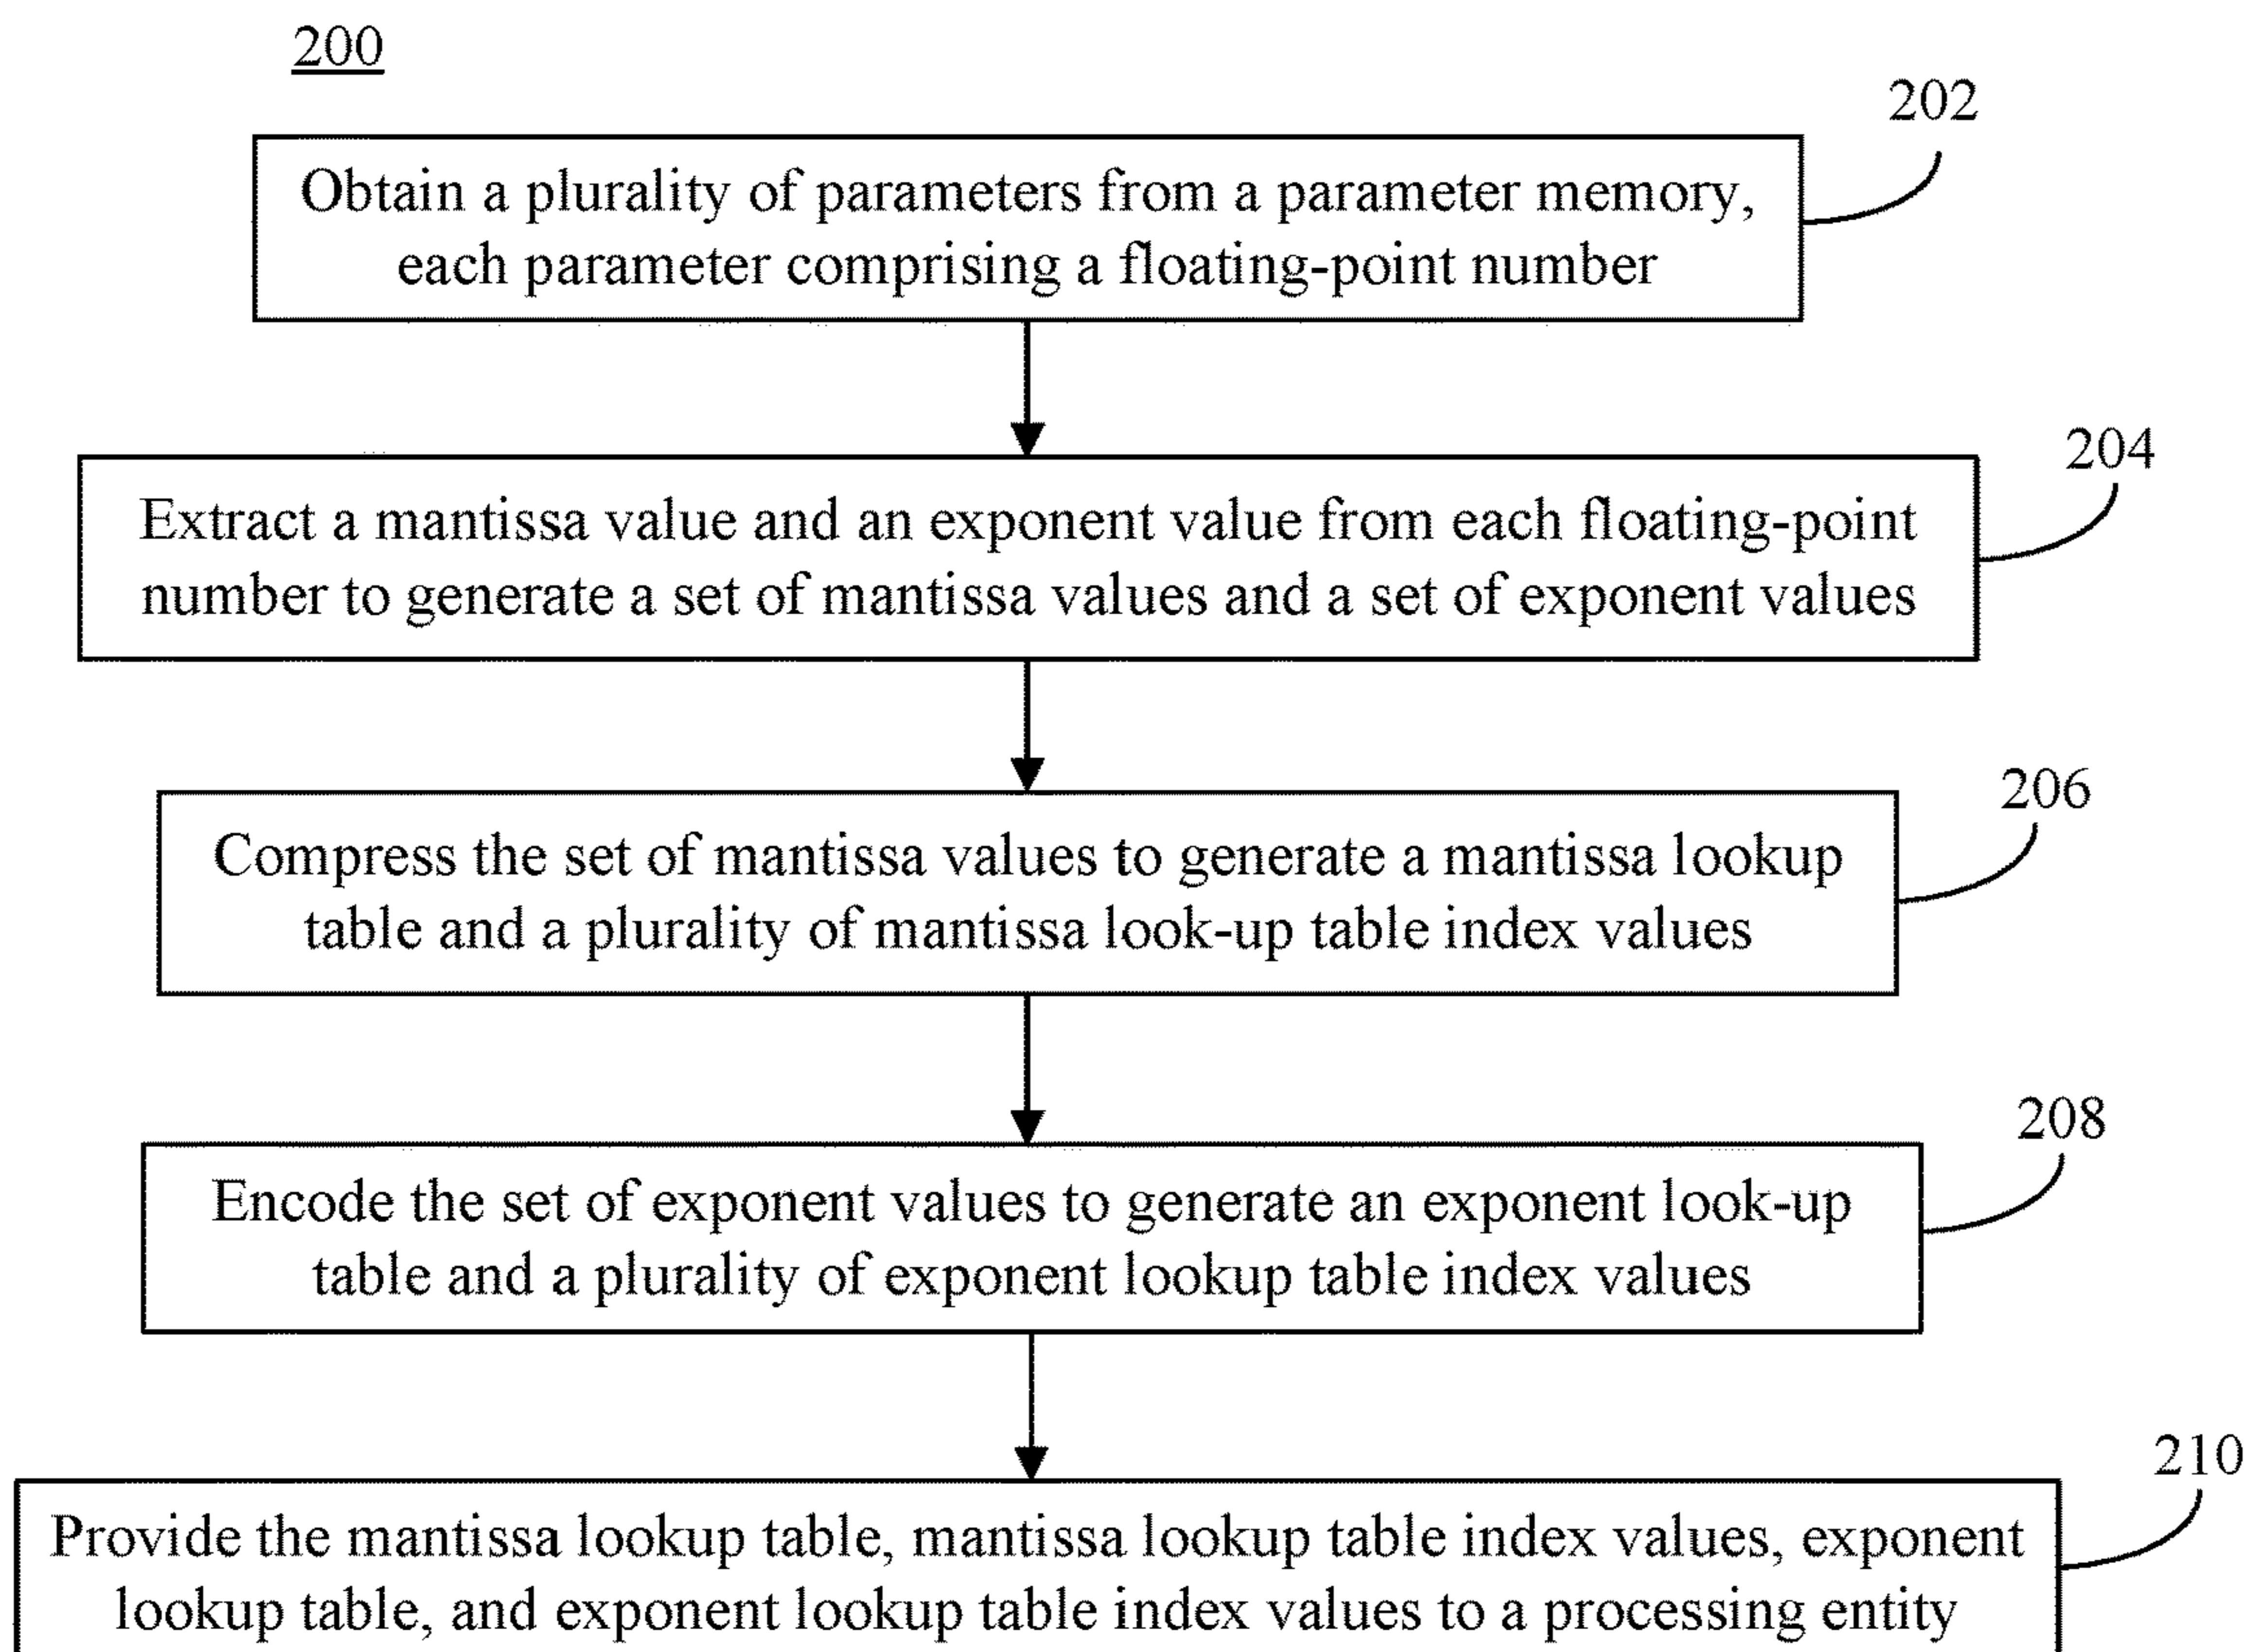 200
202
Obtain a plurality of parameters from a parameter memory,
each parameter comprising a floating-point number
204
Extract a mantissa value and an exponent value from each floating-point
number to generate a set of mantissa values and a set of exponent values
206
Compress the set of mantissa values to generate a mantissa lookup
table and a plurality of mantissa look-up table index values
208
Encode the set of exponent values to generate an exponent look-up
table and a plurality of exponent lookup table index values
210
Provide the mantissa lookup table, mantissa lookup table index values, exponent
lookup table, and exponent lookup table index values to a processing entity